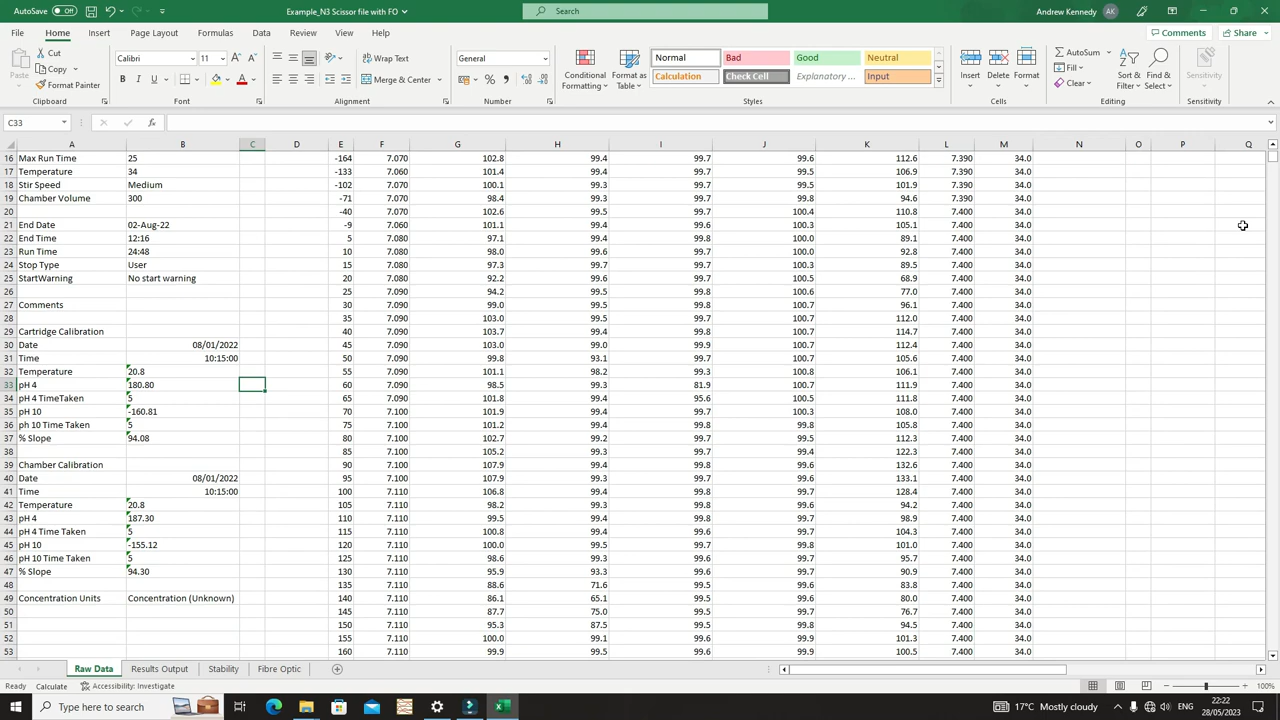 AutoSave Off Example_N3 Scissor file with FO Search Andrew Kennedy AK
File Home Insert Page Layout Formulas Data Review View Help Comments Share
Paste Cut Copy Format Painter Clipboard
Calibri 11 B I U A A Font
Wrap Text Merge & Center Alignment
General % Number
Conditional Formatting Format as Table Normal Bad Good Neutral Calculation Check Cell Explanatory ... Input Styles
Insert Delete Format Cells
AutoSum Fill Clear Sort & Filter Find & Select Editing
Sensitivity Sensitivity
C33 fx
A B C D E F G H I J K L M N O P Q
16 Max Run Time 25 -164 7.070 102.8 99.4 99.7 99.6 112.6 7.390 34.0
17 Temperature 34 -133 7.060 101.4 99.4 99.7 99.5 106.9 7.390 34.0
18 Stir Speed Medium -102 7.070 100.1 99.3 99.7 99.5 101.9 7.390 34.0
19 Chamber Volume 300 -71 7.070 98.4 99.3 99.7 99.8 94.6 7.390 34.0
20 -40 7.070 102.6 99.5 99.7 100.4 110.8 7.400 34.0
21 End Date 02-Aug-22 -9 7.060 101.1 99.4 99.6 100.3 105.1 7.400 34.0
22 End Time 12:16 5 7.080 97.1 99.4 99.8 100.0 89.1 7.400 34.0
23 Run Time 24:48 10 7.080 98.0 99.6 99.7 100.0 92.8 7.400 34.0
24 Stop Type User 15 7.080 97.3 99.7 99.7 100.3 89.5 7.400 34.0
25 StartWarning No start warning 20 7.080 92.2 99.6 99.7 100.5 68.9 7.400 34.0
26 25 7.090 94.2 99.5 99.8 100.6 77.0 7.400 34.0
27 Comments 30 7.090 99.0 99.5 99.8 100.7 96.1 7.400 34.0
28 35 7.090 103.0 99.5 99.8 100.7 112.0 7.400 34.0
29 Cartridge Calibration 40 7.090 103.7 99.4 99.8 100.7 114.7 7.400 34.0
30 Date 08/01/2022 45 7.090 103.0 99.0 99.8 100.7 112.4 7.400 34.0
31 Time 10:15:00 50 7.090 99.8 93.1 99.7 100.7 105.6 7.400 34.0
32 Temperature 20.8 55 7.090 101.1 98.2 99.3 100.8 106.1 7.400 34.0
33 pH 4 180.80 60 7.090 98.5 99.3 81.9 100.7 111.9 7.400 34.0
34 pH 4 TimeTaken 5 65 7.090 101.8 99.4 95.6 100.5 111.8 7.400 34.0
35 pH 10 -160.81 70 7.100 101.9 99.4 99.7 100.3 108.0 7.400 34.0
36 ph 10 Time Taken 5 75 7.100 101.2 99.4 99.8 99.8 105.8 7.400 34.0
37 % Slope 94.08 80 7.100 102.7 99.2 99.7 99.5 112.3 7.400 34.0
38 85 7.100 105.2 99.3 99.7 99.4 122.3 7.400 34.0
39 Chamber Calibration 90 7.100 107.9 99.4 99.8 99.6 132.6 7.400 34.0
40 Date 08/01/2022 95 7.100 107.9 99.3 99.7 99.6 133.1 7.400 34.0
41 Time 10:15:00 100 7.110 106.8 99.4 99.8 99.7 128.4 7.400 34.0
42 Temperature 20.8 105 7.110 98.2 99.3 99.8 99.6 94.2 7.400 34.0
43 pH 4 187.30 110 7.110 99.5 99.4 99.8 99.7 98.9 7.400 34.0
44 pH 4 Time Taken 5 115 7.110 100.8 99.4 99.8 99.7 104.3 7.400 34.0
45 pH 10 -155.12 120 7.110 100.0 99.5 99.7 99.8 101.0 7.400 34.0
46 pH 10 Time Taken 5 125 7.110 98.6 99.3 99.6 99.7 95.7 7.400 34.0
47 % Slope 94.30 130 7.110 95.9 93.3 99.6 99.7 90.9 7.400 34.0
48 135 7.110 88.6 71.6 99.5 99.6 83.8 7.400 34.0
49 Concentration Units Concentration (Unknown) 140 7.110 86.1 65.1 99.5 99.6 80.0 7.400 34.0
50 145 7.110 87.7 75.0 99.5 99.7 76.7 7.400 34.0
51 150 7.110 95.3 87.5 99.6 99.8 94.5 7.400 34.0
52 155 7.110 100.0 99.1 99.6 99.9 101.3 7.400 34.0
53 160 7.110 99.9 99.5 99.6 99.9 100.5 7.400 34.0
Raw Data Results Output Stability Fibre Optic
Ready Calculate Accessibility: Investigate 100%
Type here to search 17°C Mostly cloudy ENG 22:22
28/05/2023